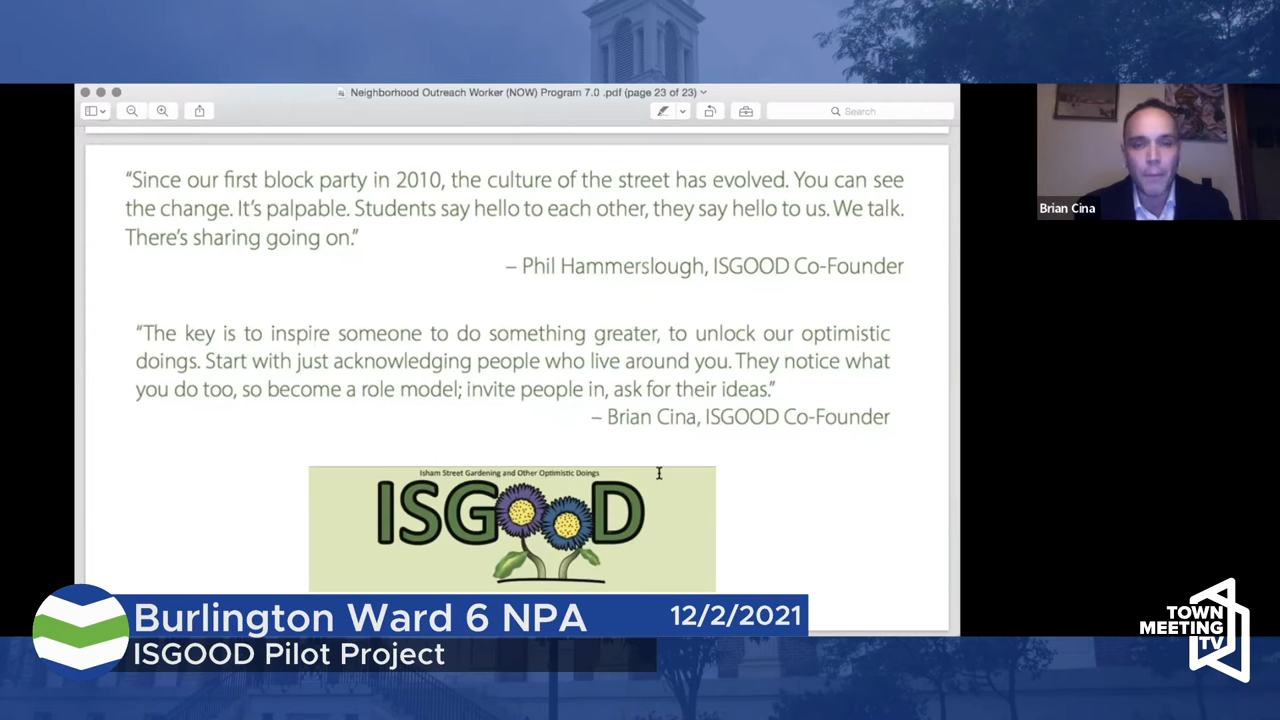 Neighborhood Outreach Worker (NOW) Program 7.0 .pdf (page 23 of 23)
Search
“Since our first block party in 2010, the culture of the street has evolved. You can see
the change. It’s palpable. Students say hello to each other, they say hello to us. We talk.
There’s sharing going on.”
– Phil Hammerslough, ISGOOD Co-Founder
“The key is to inspire someone to do something greater, to unlock our optimistic
doings. Start with just acknowledging people who live around you. They notice what
you do too, so become a role model; invite people in, ask for their ideas.”
– Brian Cina, ISGOOD Co-Founder
Isham Street Gardening and Other Optimistic Doings
ISGOOD
Brian Cina
Burlington Ward 6 NPA
12/2/2021
ISGOOD Pilot Project
TOWN
MEETING
TV